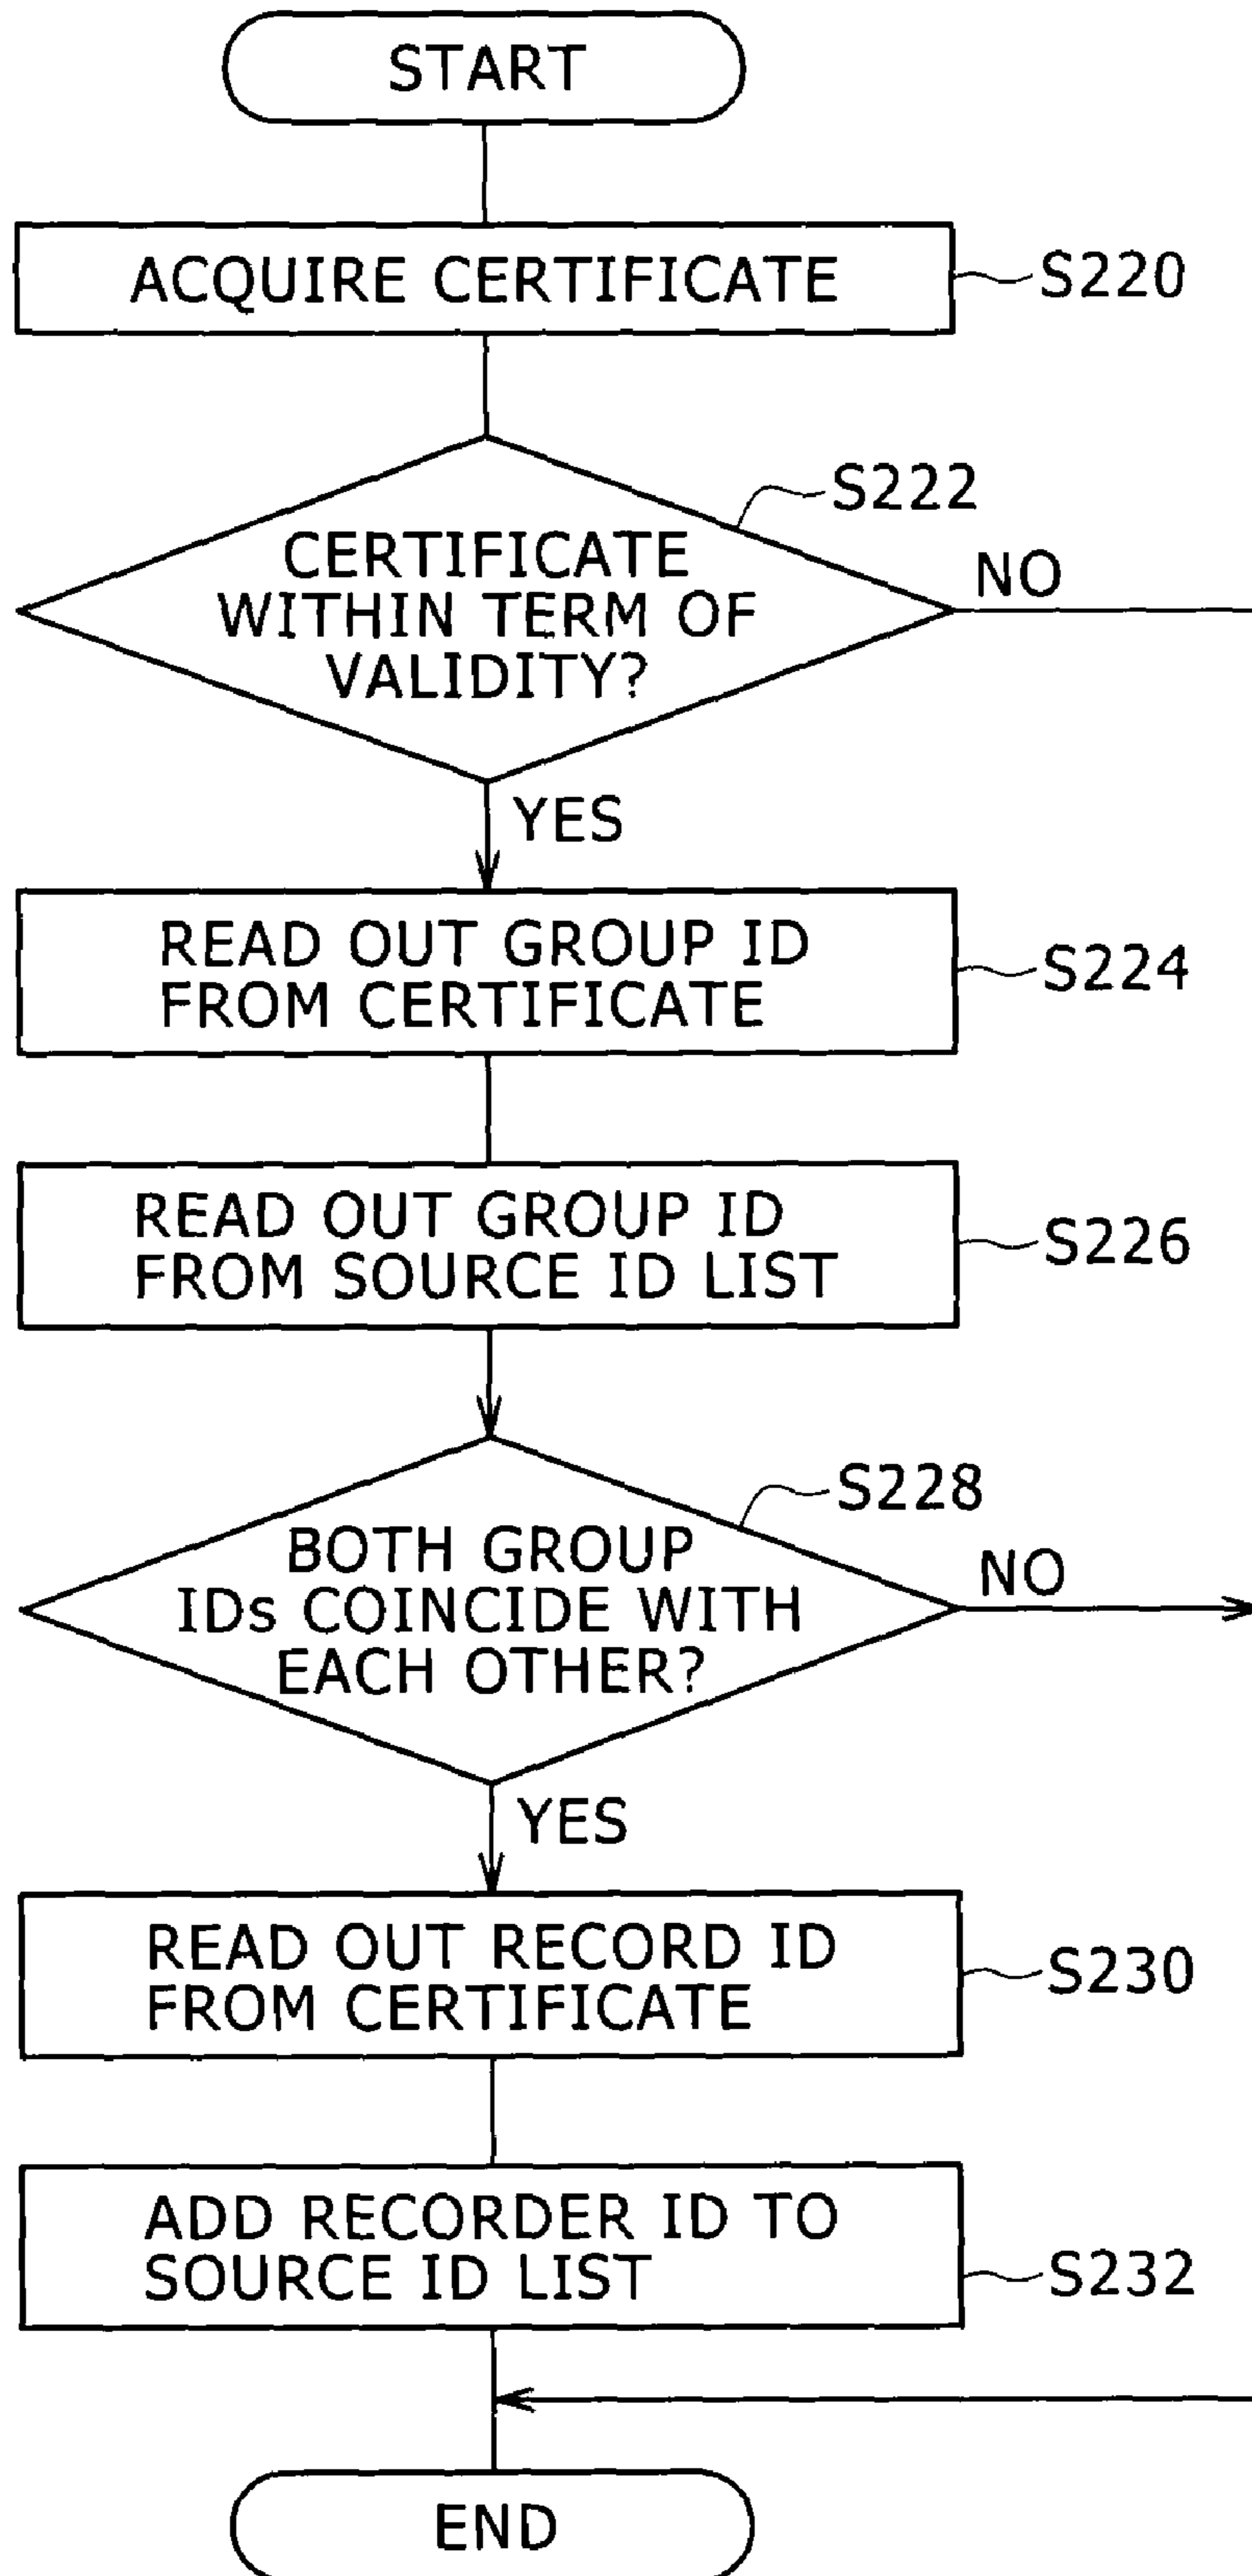 START
ACQUIRE CERTIFICATE
S220
S222
CERTIFICATE
WITHIN TERM OF
VALIDITY?
NO
YES
READ OUT GROUP ID
FROM CERTIFICATE
S224
READ OUT GROUP ID
FROM SOURCE ID LIST
S226
S228
BOTH GROUP
IDs COINCIDE WITH
EACH OTHER?
NO
YES
READ OUT RECORD ID
FROM CERTIFICATE
S230
ADD RECORDER ID TO
SOURCE ID LIST
S232
END